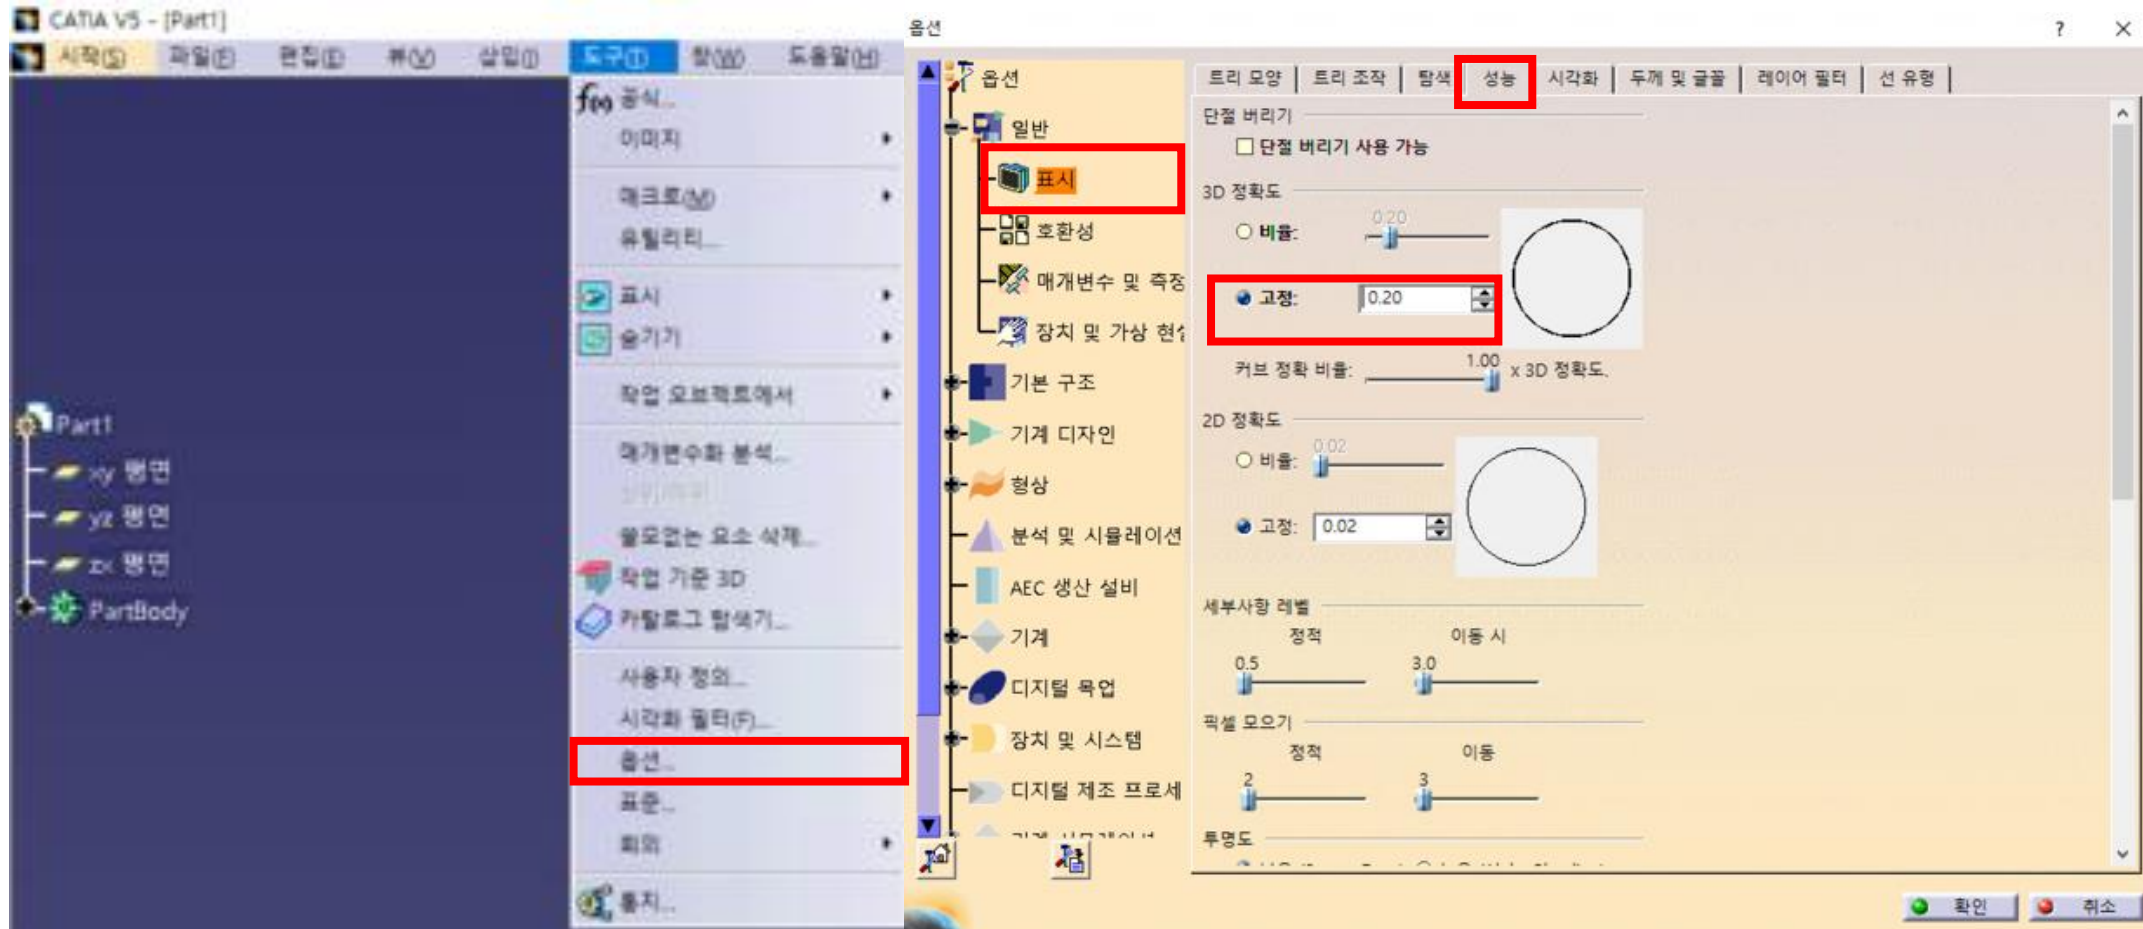 CATIA V5 - [Part1]
시작(S) 파일(F) 편집(E) 뷰(V) 삽입(I) 도구(T) 창(W) 도움말(H)
f(x) 공식...
이미지
매크로(M)
유틸리티...
표시
숨기기
작업 오브젝트에서
매개변수화 분석...
쓸모없는 요소 삭제...
작업 기준 3D
카탈로그 탐색기...
사용자 정의...
시각화 필터(F)...
옵션...
표준...
회의
통지...
Part1
xy 평면
yz 평면
zx 평면
PartBody
옵션
?
옵션
일반
표시
호환성
매개변수 및 측정
장치 및 가상 현실
기본 구조
기계 디자인
형상
분석 및 시뮬레이션
AEC 생산 설비
기계
디지털 목업
장치 및 시스템
디지털 제조 프로세
트리 모양 트리 조작 탐색 성능 시각화 두께 및 글꼴 레이어 필터 선 유형
단절 버리기
단절 버리기 사용 가능
3D 정확도
비율: 0.20
고정: 0.20
커브 정확 비율: 1.00 x 3D 정확도.
2D 정확도
비율: 0.02
고정: 0.02
세부사항 레벨
정적 이동 시
0.5 3.0
픽셀 모으기
정적 이동
2 3
투명도
확인 취소